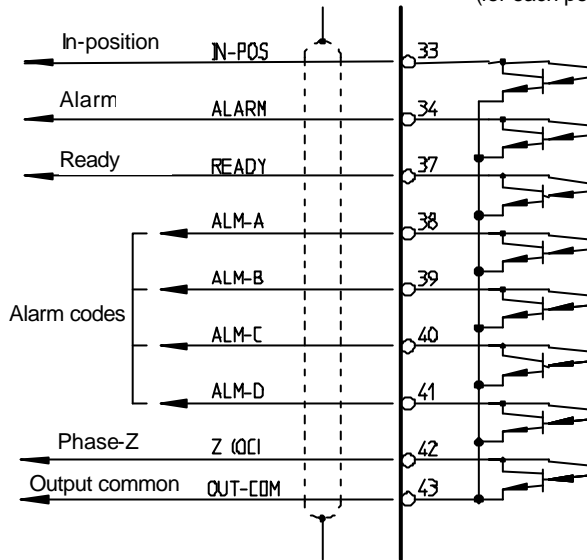 (for each po
In-position IN-POS 33
Alarm ALARM 34
Ready READY 37
ALM-A 38
ALM-B 39
Alarm codes
ALM-C 40
ALM-D 41
Phase-Z Z (OC) 42
Output common OUT-COM 43